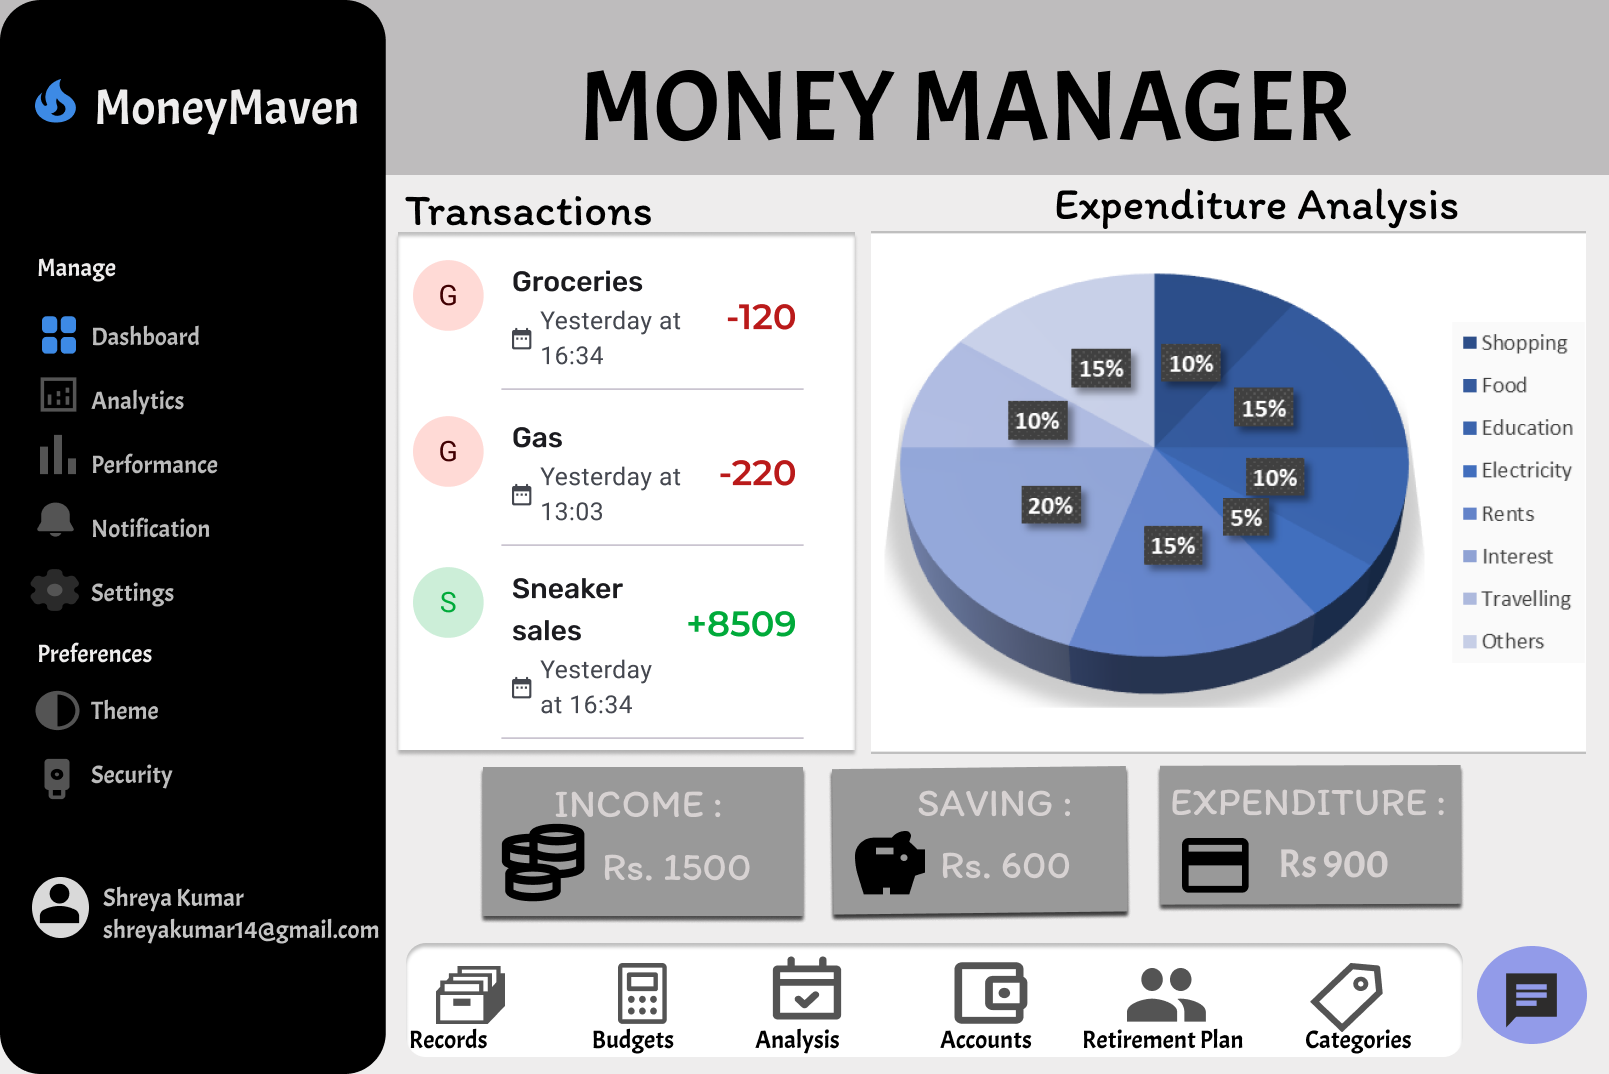 MoneyMaven
MONEY MANAGER
Manage
Dashboard
Analytics
Performance
Notification
Settings
Preferences
Theme
Security
Shreya Kumar
shreyakumar14@gmail.com
Transactions
G
Groceries
Yesterday at
16:34
-120
G
Gas
Yesterday at
13:03
-220
S
Sneaker
sales
Yesterday
at 16:34
+8509
Expenditure Analysis
10%
15%
10%
5%
15%
20%
10%
15%
Shopping
Food
Education
Electricity
Rents
Interest
Travelling
Others
INCOME :
Rs. 1500
SAVING :
Rs. 600
EXPENDITURE :
Rs 900
Records
Budgets
Analysis
Accounts
Retirement Plan
Categories